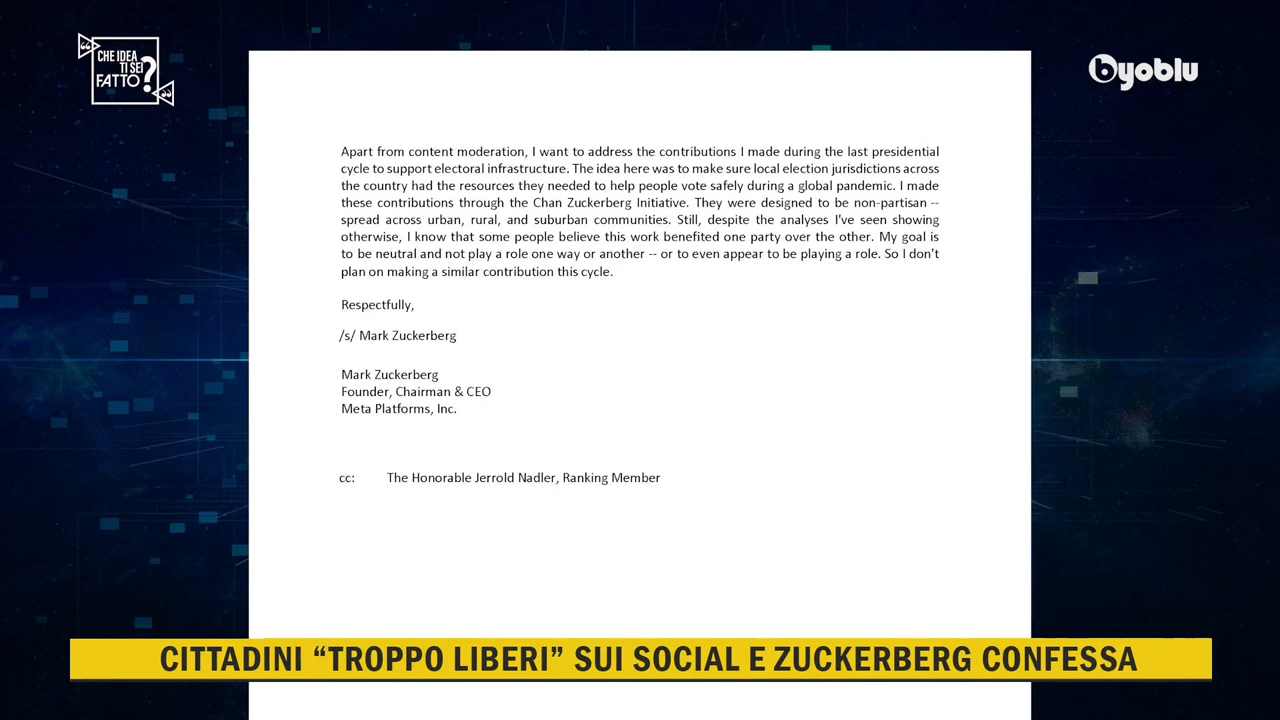 CHE IDEA
TI SEI
FATTO?
byoblu
Apart from content moderation, I want to address the contributions I made during the last presidential
cycle to support electoral infrastructure. The idea here was to make sure local election jurisdictions across
the country had the resources they needed to help people vote safely during a global pandemic. I made
these contributions through the Chan Zuckerberg Initiative. They were designed to be non-partisan --
spread across urban, rural, and suburban communities. Still, despite the analyses I've seen showing
otherwise, I know that some people believe this work benefited one party over the other. My goal is
to be neutral and not play a role one way or another -- or to even appear to be playing a role. So I don't
plan on making a similar contribution this cycle.
Respectfully,
/s/ Mark Zuckerberg
Mark Zuckerberg
Founder, Chairman & CEO
Meta Platforms, Inc.
cc: The Honorable Jerrold Nadler, Ranking Member
CITTADINI “TROPPO LIBERI” SUI SOCIAL E ZUCKERBERG CONFESSA